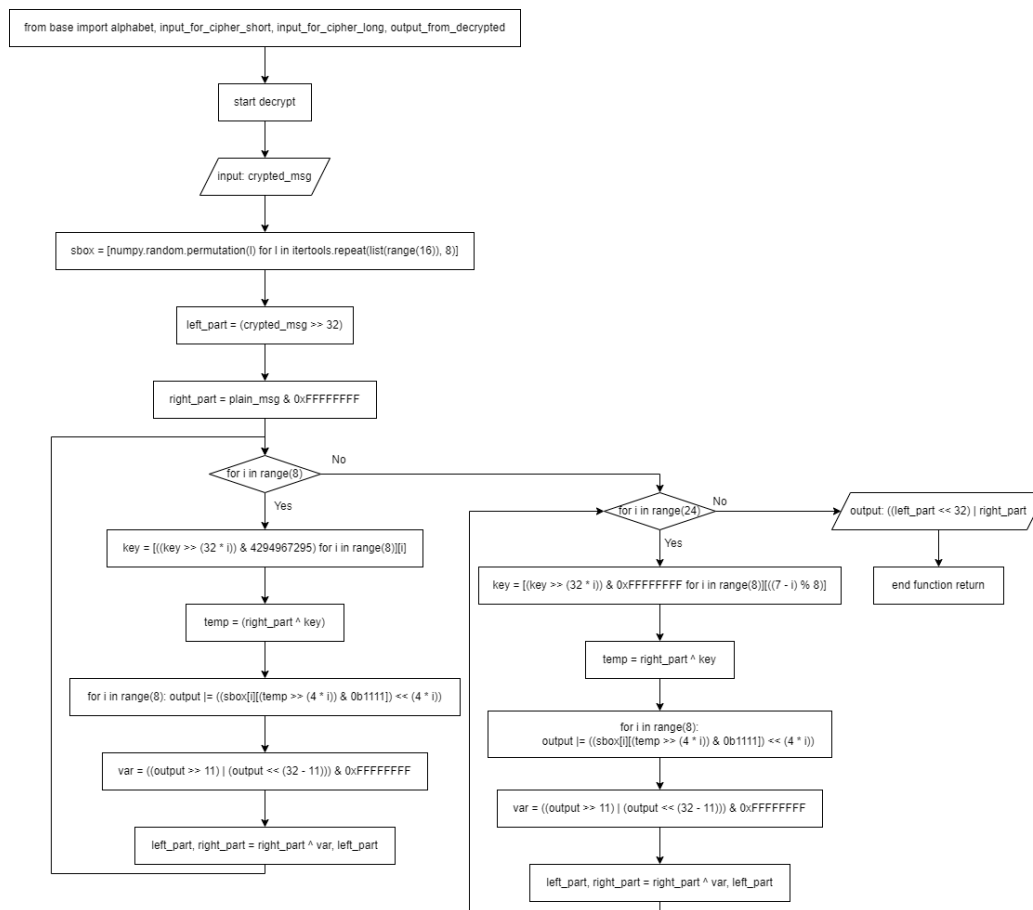 from base import alphabet, input_for_cipher_short, input_for_cipher_long, output_from_decrypted
start decrypt
input: crypted_msg
sbox = [numpy.random.permutation(l) for l in itertools.repeat(list(range(16)), 8)]
left_part = (crypted_msg >> 32)
right_part = plain_msg & 0xFFFFFFFF
for i in range(8)
No
Yes
key = [((key >> (32 * i)) & 4294967295) for i in range(8)][i]
temp = (right_part ^ key)
for i in range(8): output |= ((sbox[i][(temp >> (4 * i)) & 0b1111]) << (4 * i))
var = ((output >> 11) | (output << (32 - 11))) & 0xFFFFFFFF
left_part, right_part = right_part ^ var, left_part
for i in range(24)
No
Yes
key = [(key >> (32 * i)) & 0xFFFFFFFF for i in range(8)][((7 - i) % 8)]
temp = right_part ^ key
for i in range(8):
output |= ((sbox[i][(temp >> (4 * i)) & 0b1111]) << (4 * i))
var = ((output >> 11) | (output << (32 - 11))) & 0xFFFFFFFF
left_part, right_part = right_part ^ var, left_part
output: ((left_part << 32) | right_part
end function return